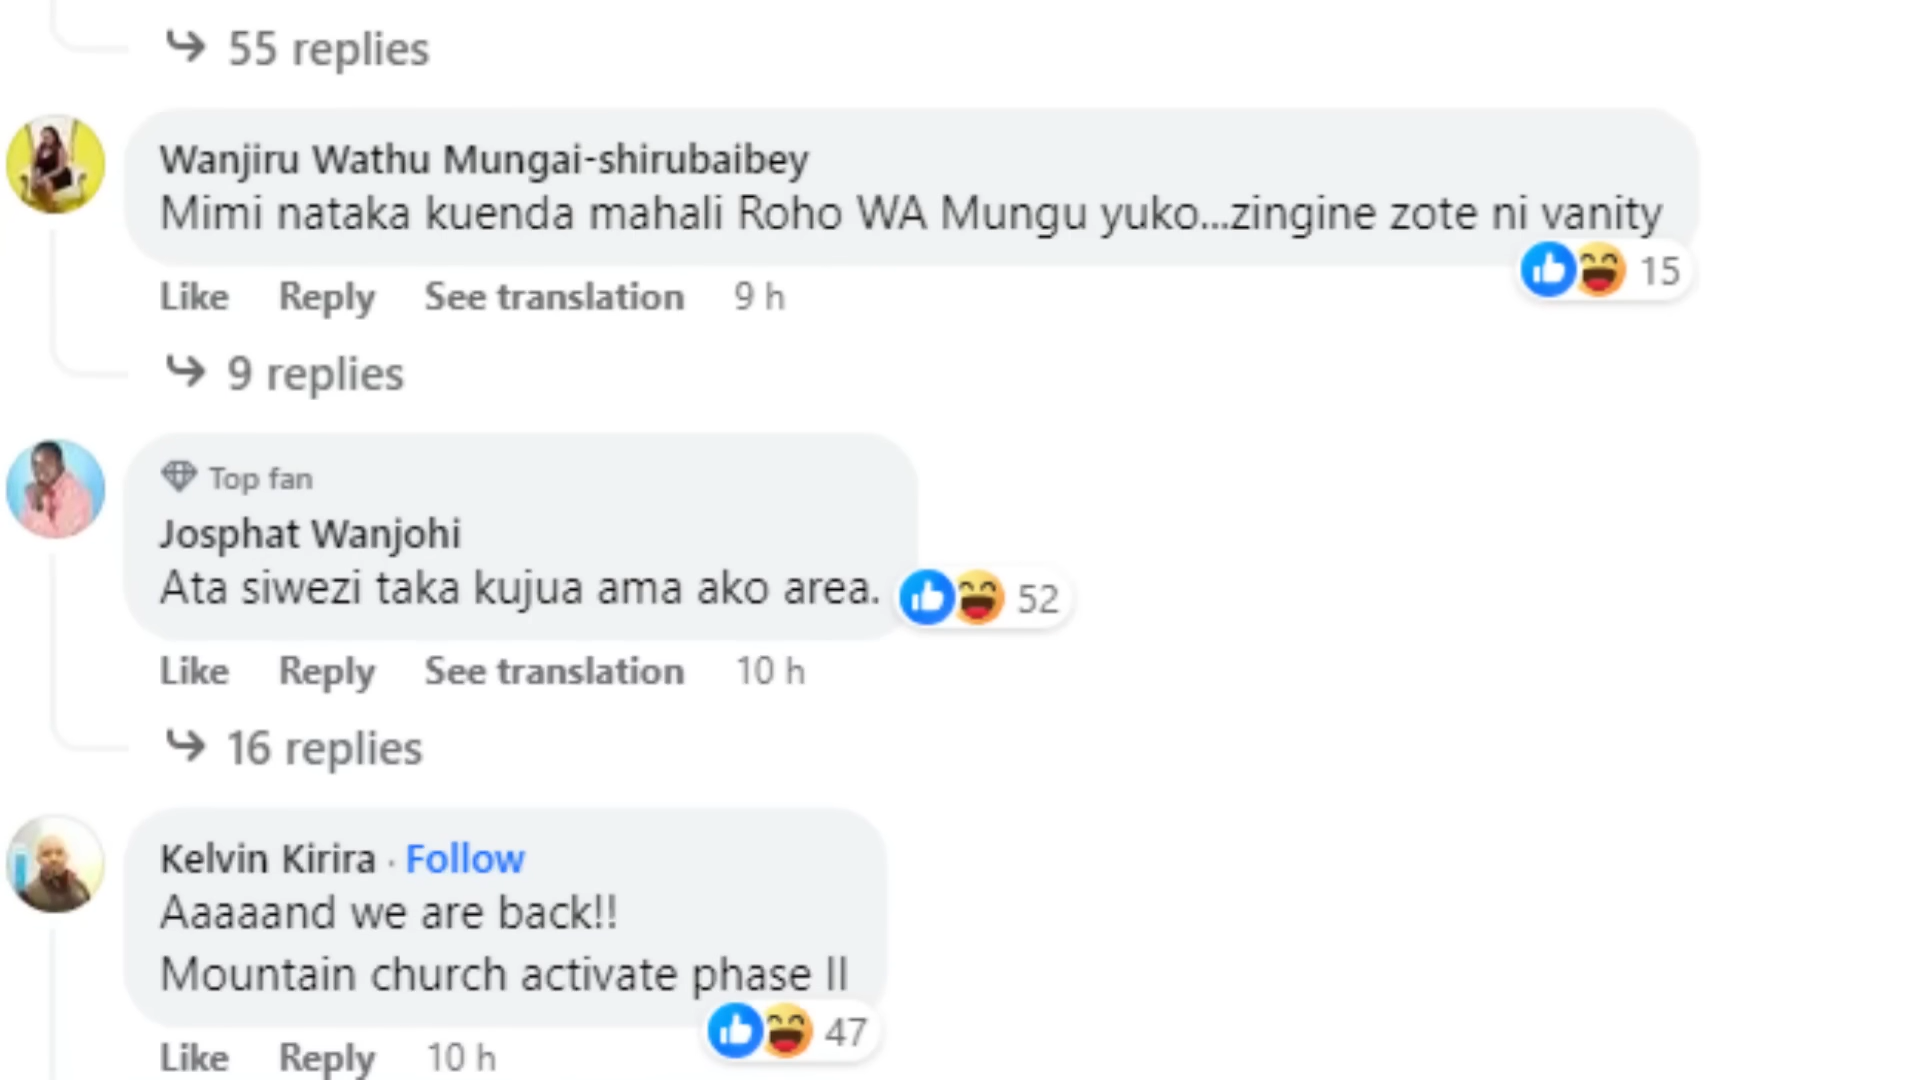 55 replies
Wanjiru Wathu Mungai-shirubaibey
Mimi nataka kuenda mahali Roho WA Mungu yuko...zingine zote ni vanity
15
Like Reply See translation 9 h
9 replies
Top fan
Josphat Wanjohi
Ata siwezi taka kujua ama ako area.
52
Like Reply See translation 10 h
16 replies
Kelvin Kirira · Follow
Aaaaand we are back!!
Mountain church activate phase II
47
Like Reply 10 h